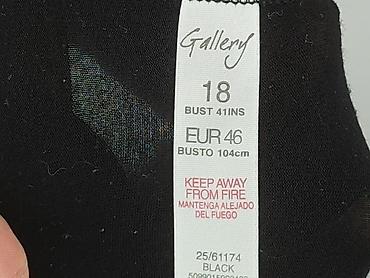 Gallery
18
BUST 41INS
EUR 46
BUSTO 104cm
KEEP AWAY
FROM FIRE
MANTENGA ALEJADO
DEL FUEGO
25/61174
BLACK